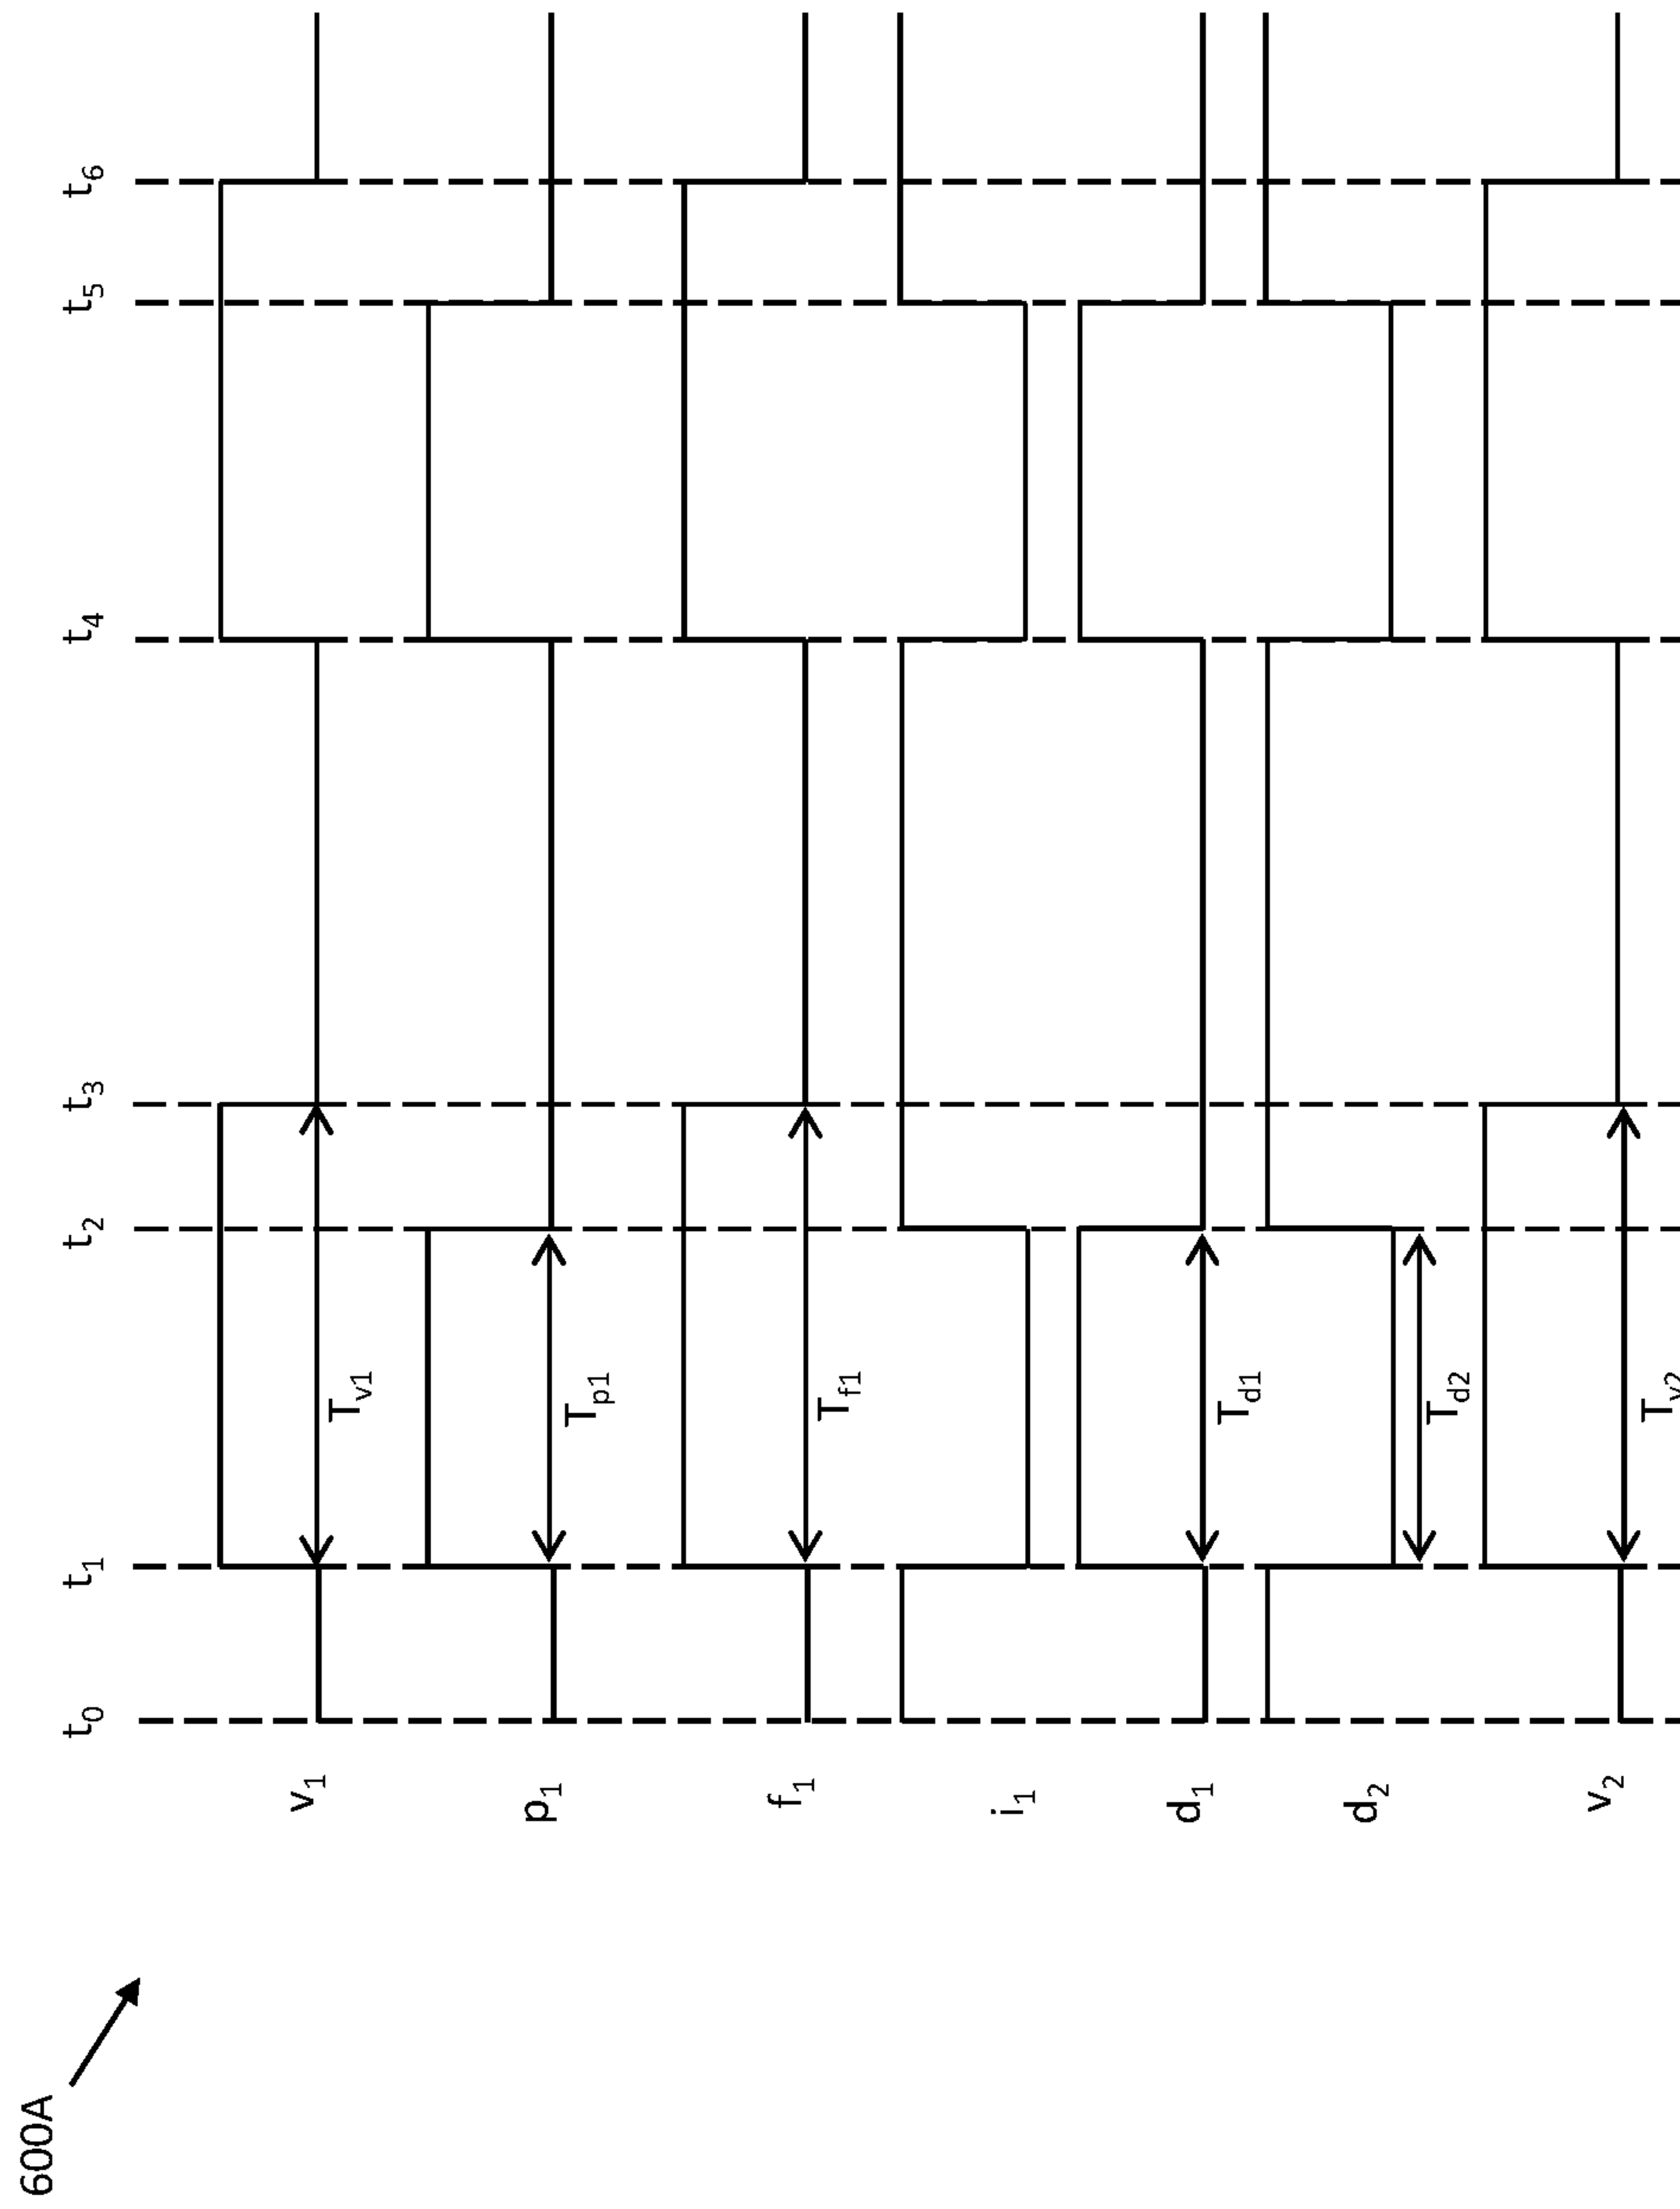 600A
t0 t1 t2 t3 t4 t5 t6
v1
Tv1
p1
Tp1
f1
Tf1
i1
d1
Td1
d2
Td2
v2
Tv2